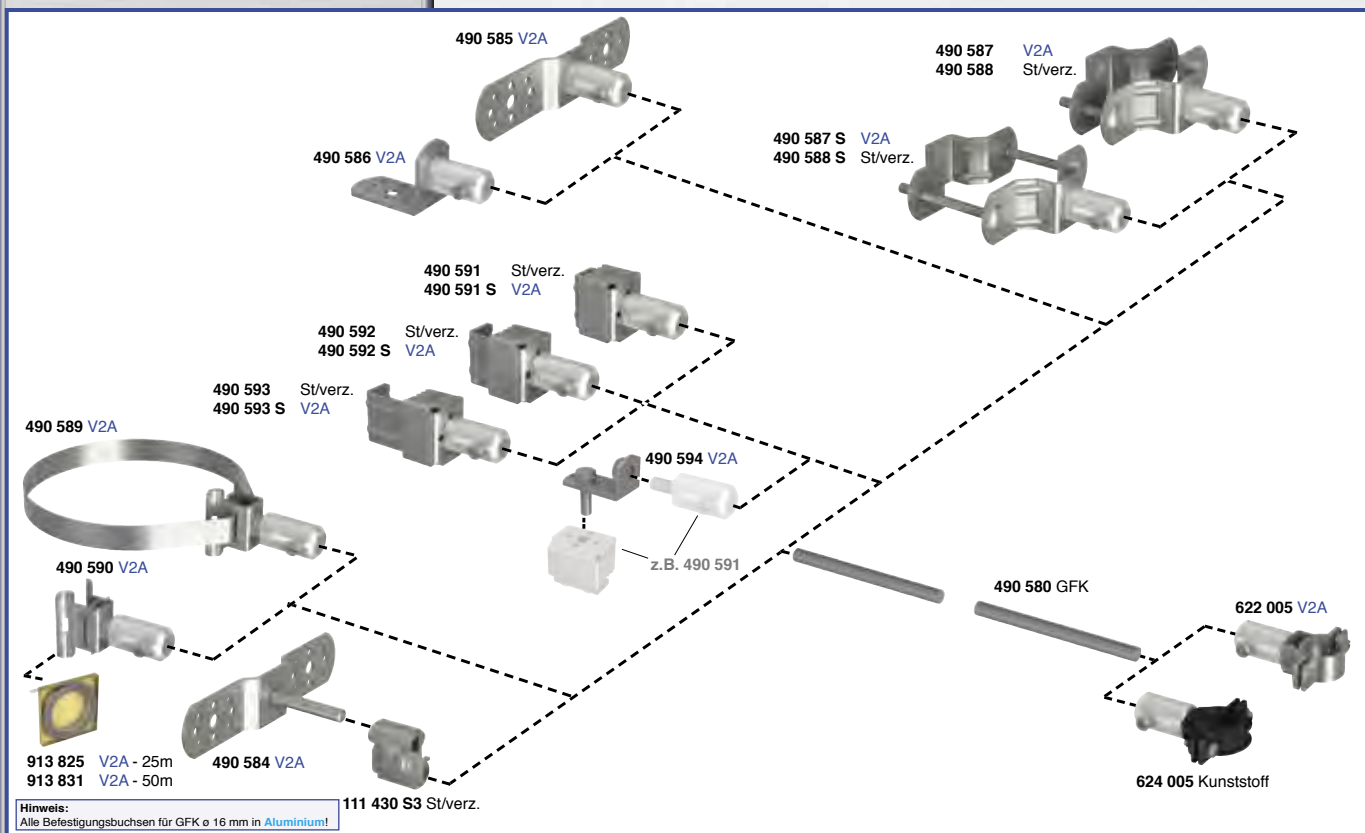 490 585 V2A
490 587 V2A
490 588 St/verz.
490 587 S V2A
490 588 S St/verz.
490 586 V2A
490 591 St/verz.
490 591 S V2A
490 592 St/verz.
490 592 S V2A
490 593 St/verz.
490 593 S V2A
490 589 V2A
490 594 V2A
z.B. 490 591
490 590 V2A
490 580 GFK
622 005 V2A
913 825 V2A - 25m
913 831 V2A - 50m
490 584 V2A
624 005 Kunststoff
111 430 S3 St/verz.
Hinweis:
Alle Befestigungsbuchsen für GFK ø 16 mm in Aluminium!